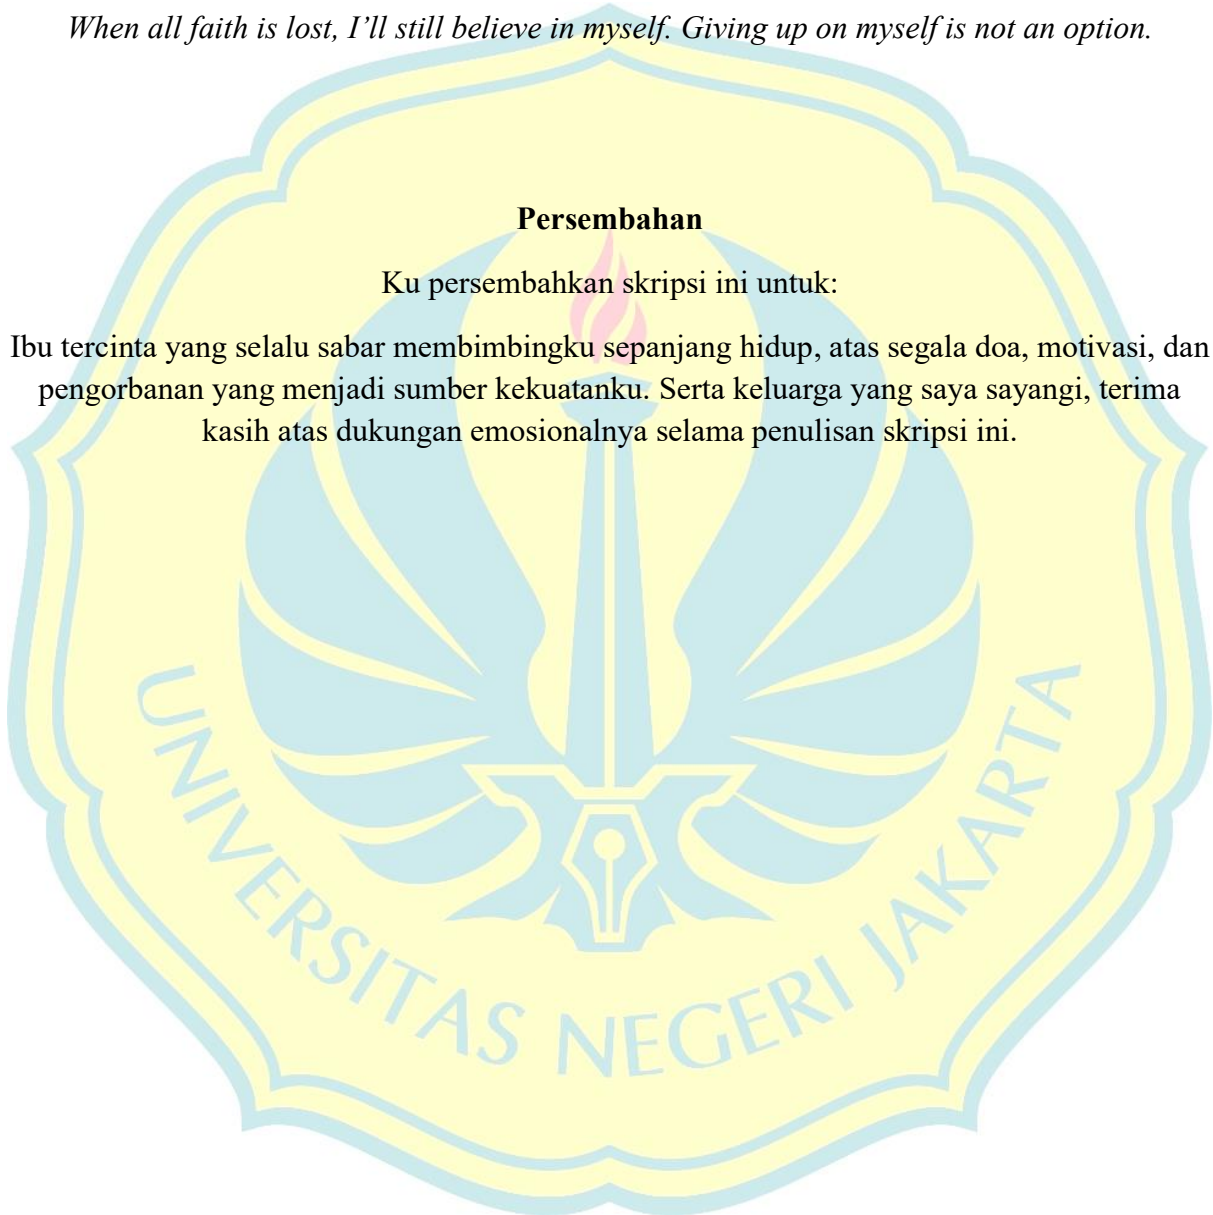 When all faith is lost, I’ll still believe in myself. Giving up on myself is not an option.
Persembahan
Ku persembahkan skripsi ini untuk:
Ibu tercinta yang selalu sabar membimbingku sepanjang hidup, atas segala doa, motivasi, dan
pengorbanan yang menjadi sumber kekuatanku. Serta keluarga yang saya sayangi, terima
kasih atas dukungan emosionalnya selama penulisan skripsi ini.
UNIVERSITAS NEGERI JAKARTA